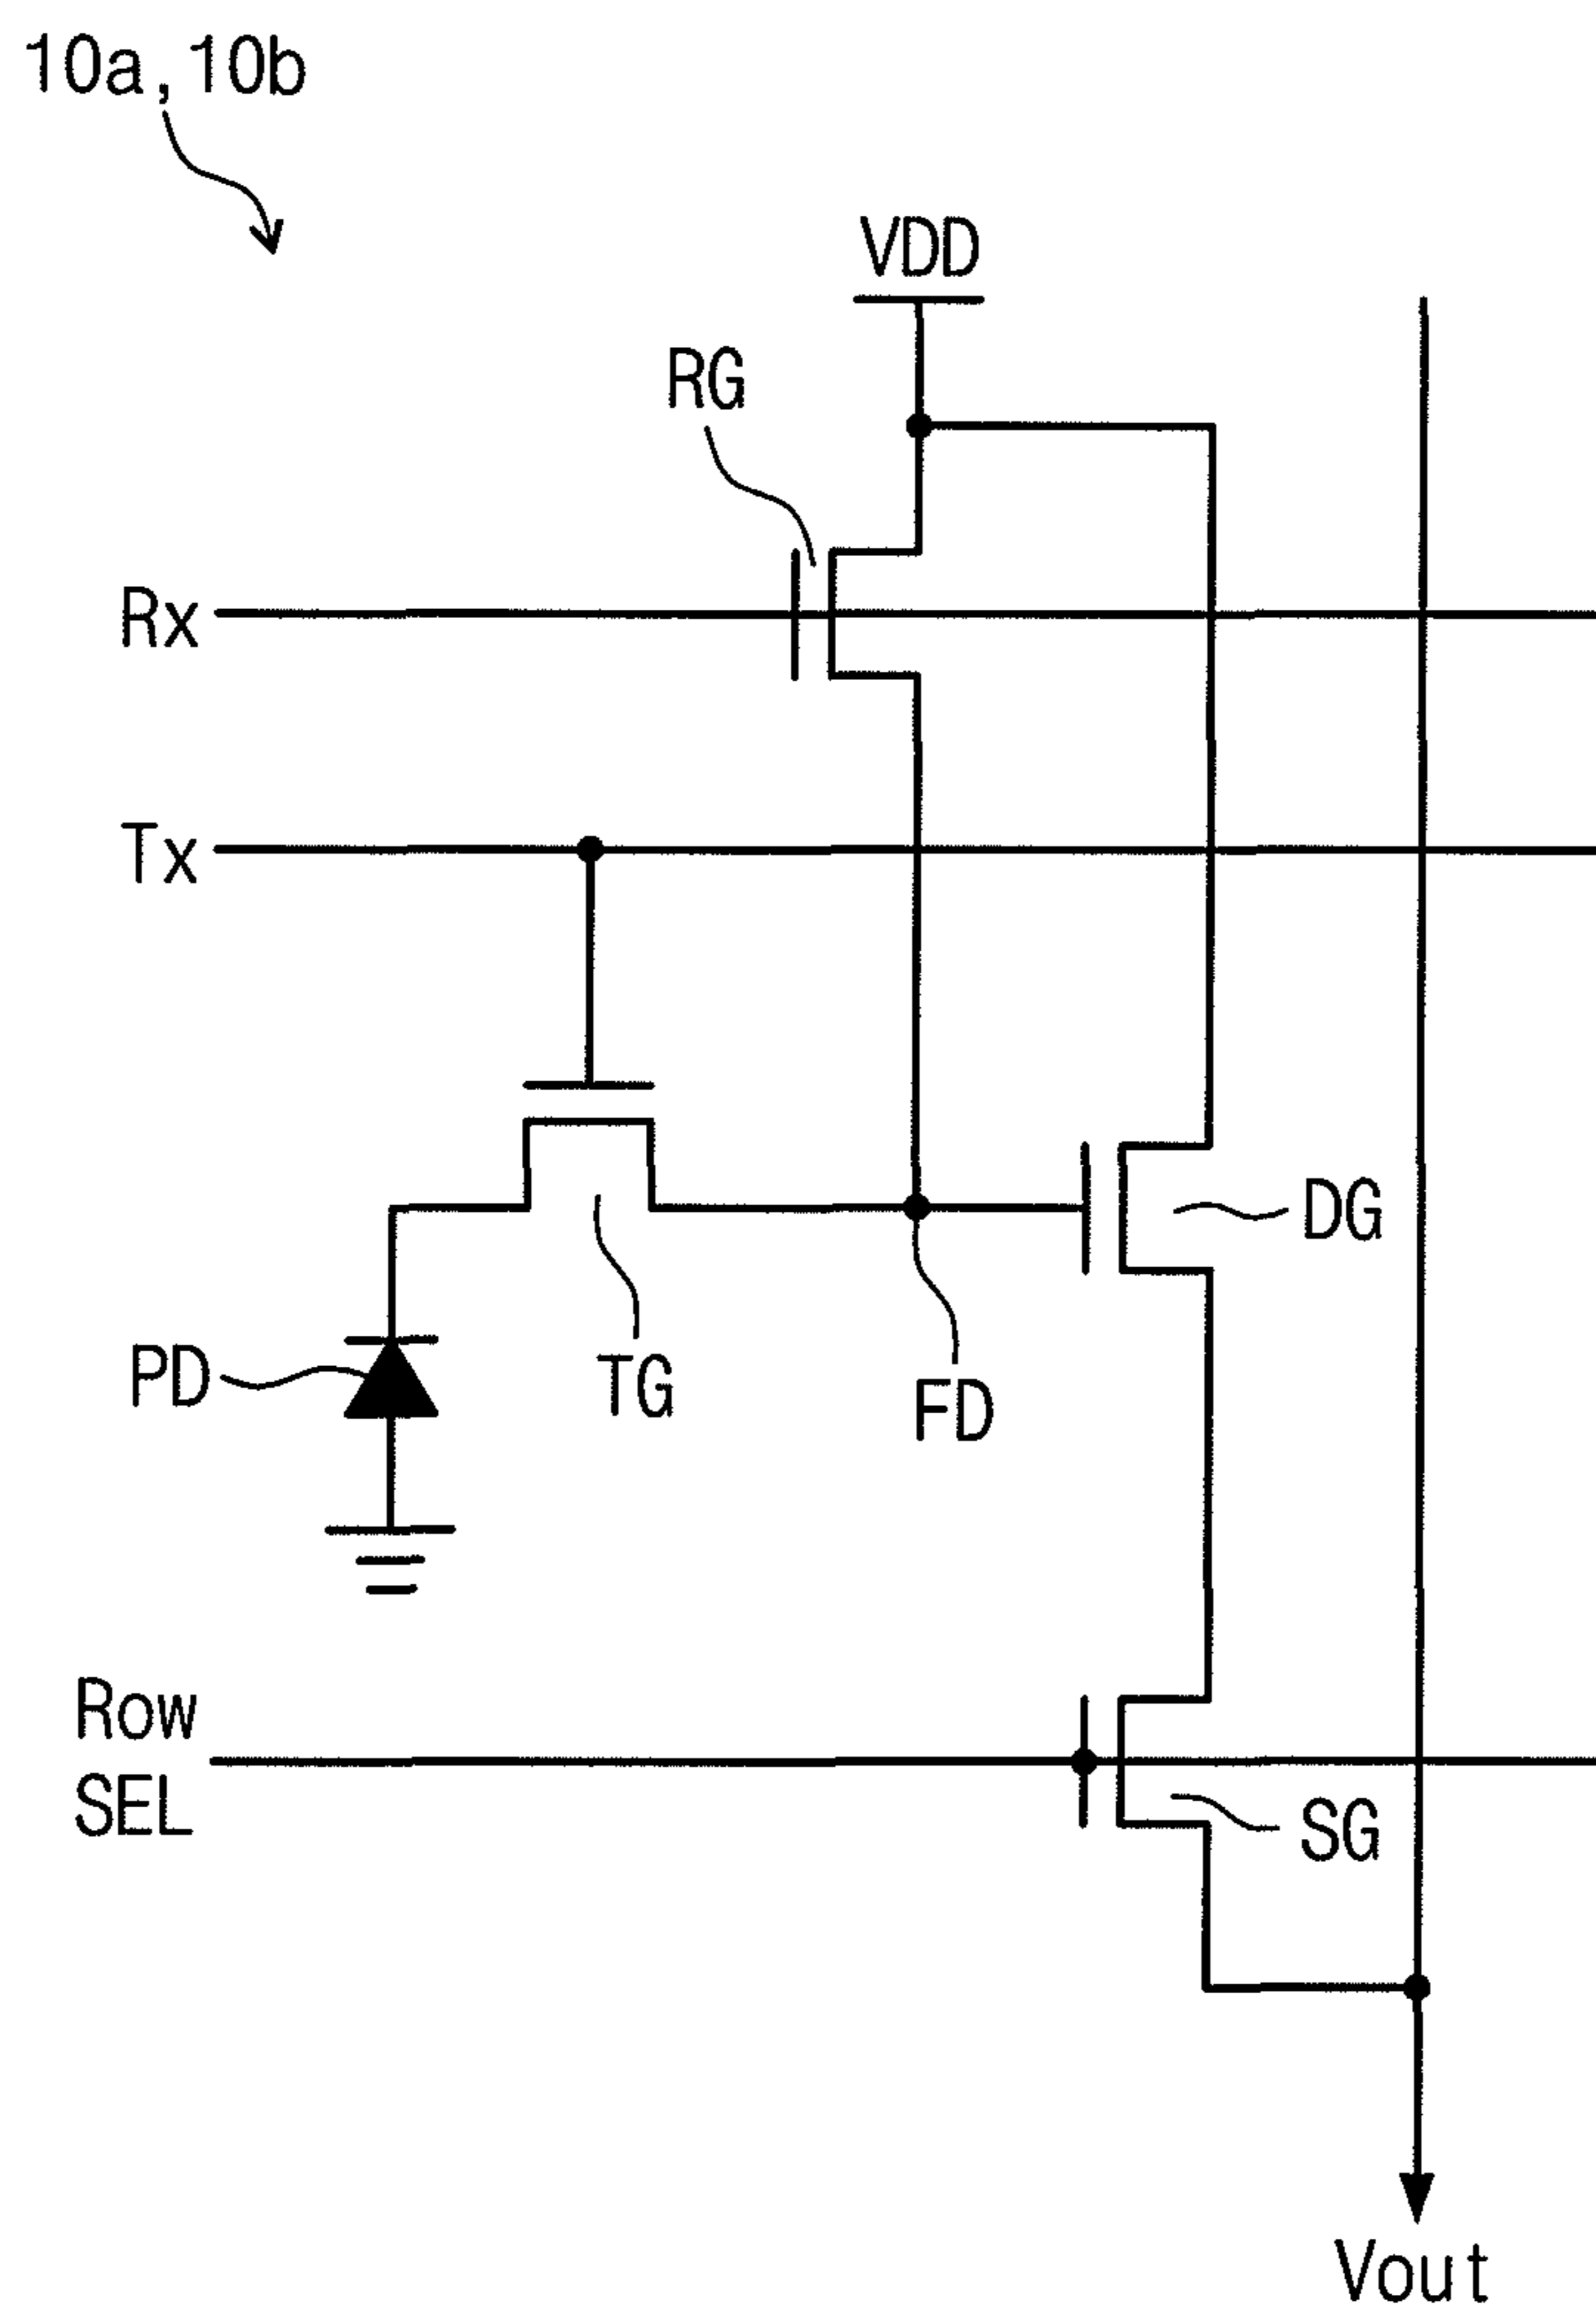 10a, 10b
VDD
RG
Rx
Tx
DG
PD
TG
FD
Row
SEL
SG
Vout